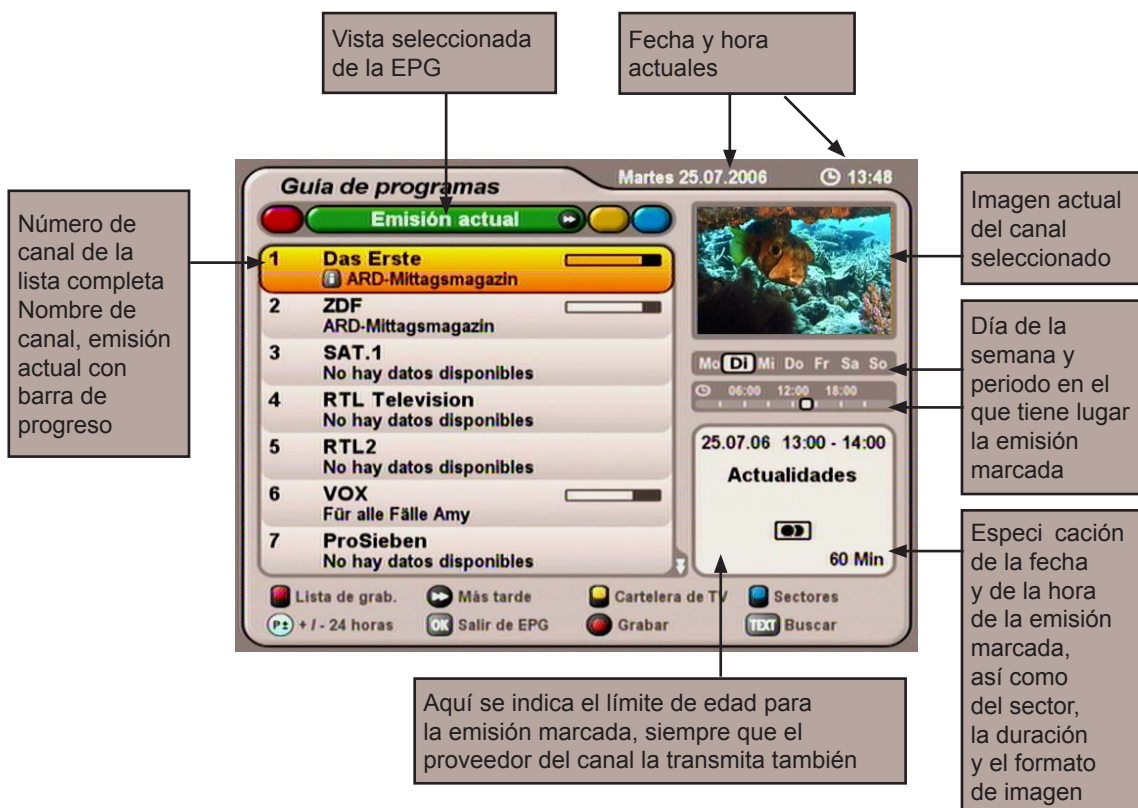 Vista seleccionada
de la EPG
Fecha y hora
actuales
Número de
canal de la
lista completa
Nombre de
canal, emisión
actual con
barra de
progreso
Guía de programas
Martes 25.07.2006
13:48
Emisión actual
1 Das Erste
ARD-Mittagsmagazin
2 ZDF
ARD-Mittagsmagazin
3 SAT.1
No hay datos disponibles
4 RTL Television
No hay datos disponibles
5 RTL2
No hay datos disponibles
6 VOX
Für alle Fälle Amy
7 ProSieben
No hay datos disponibles
Mo Di Mi Do Fr Sa So
06:00 12:00 18:00
25.07.06 13:00 - 14:00
Actualidades
60 Min
Lista de grab. Más tarde Cartelera de TV Sectores
P± + / - 24 horas OK Salir de EPG Grabar TEXT Buscar
Imagen actual
del canal
seleccionado
Día de la
semana y
periodo en el
que tiene lugar
la emisión
marcada
Especi cación
de la fecha
y de la hora
de la emisión
marcada,
así como
del sector,
la duración
y el formato
de imagen
Aquí se indica el límite de edad para
la emisión marcada, siempre que el
proveedor del canal la transmita también